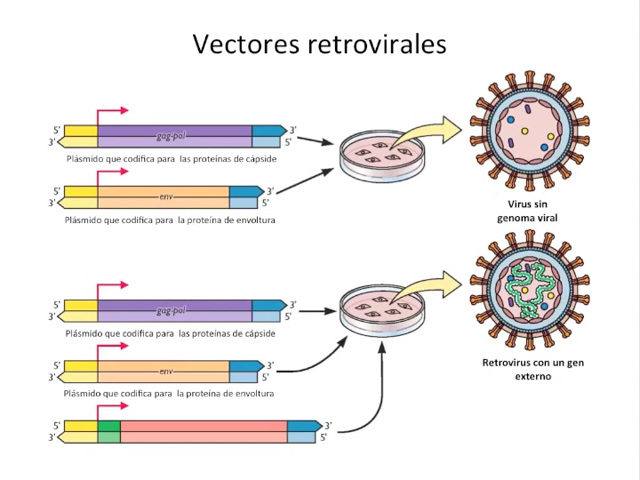 Vectores retrovirales
5' gag-pol 3'
3' 5'
Plásmido que codifica para las proteínas de cápside
5' env 3'
3' 5'
Plásmido que codifica para la proteína de envoltura
Virus sin
genoma viral
5' gag-pol 3'
3' 5'
Plásmido que codifica para las proteínas de cápside
5' env 3'
3' 5'
Plásmido que codifica para la proteína de envoltura
Retrovirus con un gen
externo
5' 3'
3' 5'